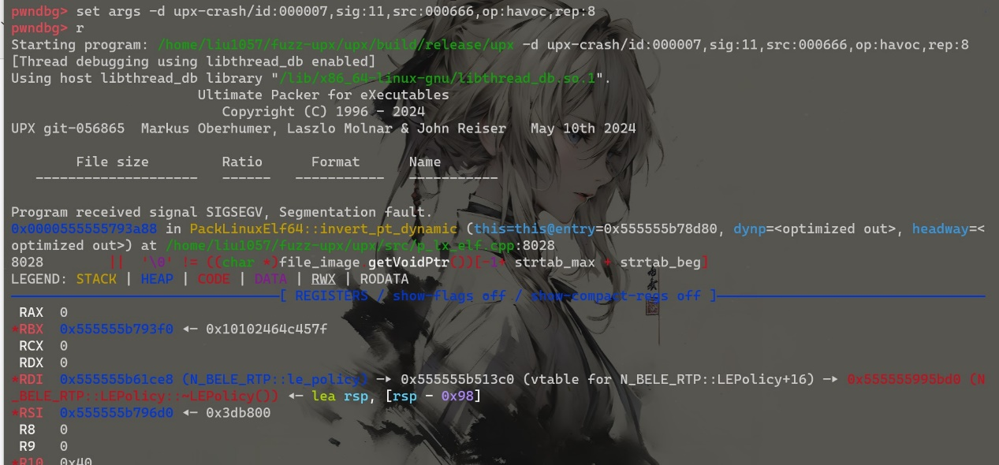 pwndbg> set args -d upx-crash/id:000007,sig:11,src:000666,op:havoc,rep:8
pwndbg> r
Starting program: /home/liu1057/fuzz-upx/upx/build/release/upx -d upx-crash/id:000007,sig:11,src:000666,op:havoc,rep:8
[Thread debugging using libthread_db enabled]
Using host libthread_db library "/lib/x86_64-linux-gnu/libthread_db.so.1".
Ultimate Packer for eXecutables
Copyright (C) 1996 - 2024
UPX git-056865  Markus Oberhumer, Laszlo Molnar & John Reiser   May 10th 2024
File size         Ratio      Format      Name
--------------------   ------   -----------   -----------
Program received signal SIGSEGV, Segmentation fault.
0x0000555555793a88 in PackLinuxElf64::invert_pt_dynamic (this=this@entry=0x555555b78d80, dynp=<optimized out>, headway=<
optimized out>) at /home/liu1057/fuzz-upx/upx/src/p_lx_elf.cpp:8028
8028        ||  '\0' != ((char *)file_image.getVoidPtr())[-1+ strtab_max + strtab_beg]
LEGEND: STACK | HEAP | CODE | DATA | RWX | RODATA
[ REGISTERS / show-flags off / show-compact-regs off ]
RAX  0
*RBX  0x555555b793f0 ◂— 0x10102464c457f
RCX  0
RDX  0
*RDI  0x555555b61ce8 (N_BELE_RTP::le_policy) —▸ 0x555555b513c0 (vtable for N_BELE_RTP::LEPolicy+16) —▸ 0x555555995bd0 (N
_BELE_RTP::LEPolicy::~LEPolicy()) ◂— lea rsp, [rsp - 0x98]
*RSI  0x555555b796d0 ◂— 0x3db800
R8   0
R9   0
*R10  0x40